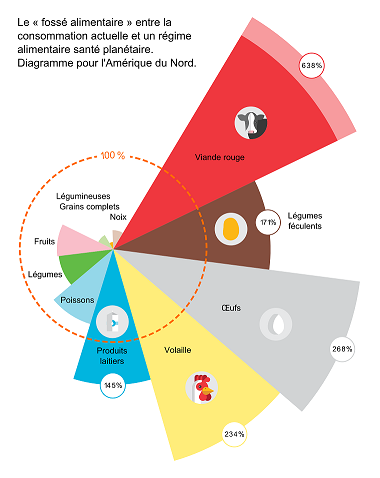 Le « fossé alimentaire » entre la
consommation actuelle et un régime
alimentaire santé planétaire.
Diagramme pour l'Amérique du Nord.
638%
100 %
Viande rouge
Légumineuses
Grains complets
Noix
171%
Légumes
féculents
Fruits
Légumes
Poissons
Œufs
Produits
laitiers
Volaille
268%
145%
234%